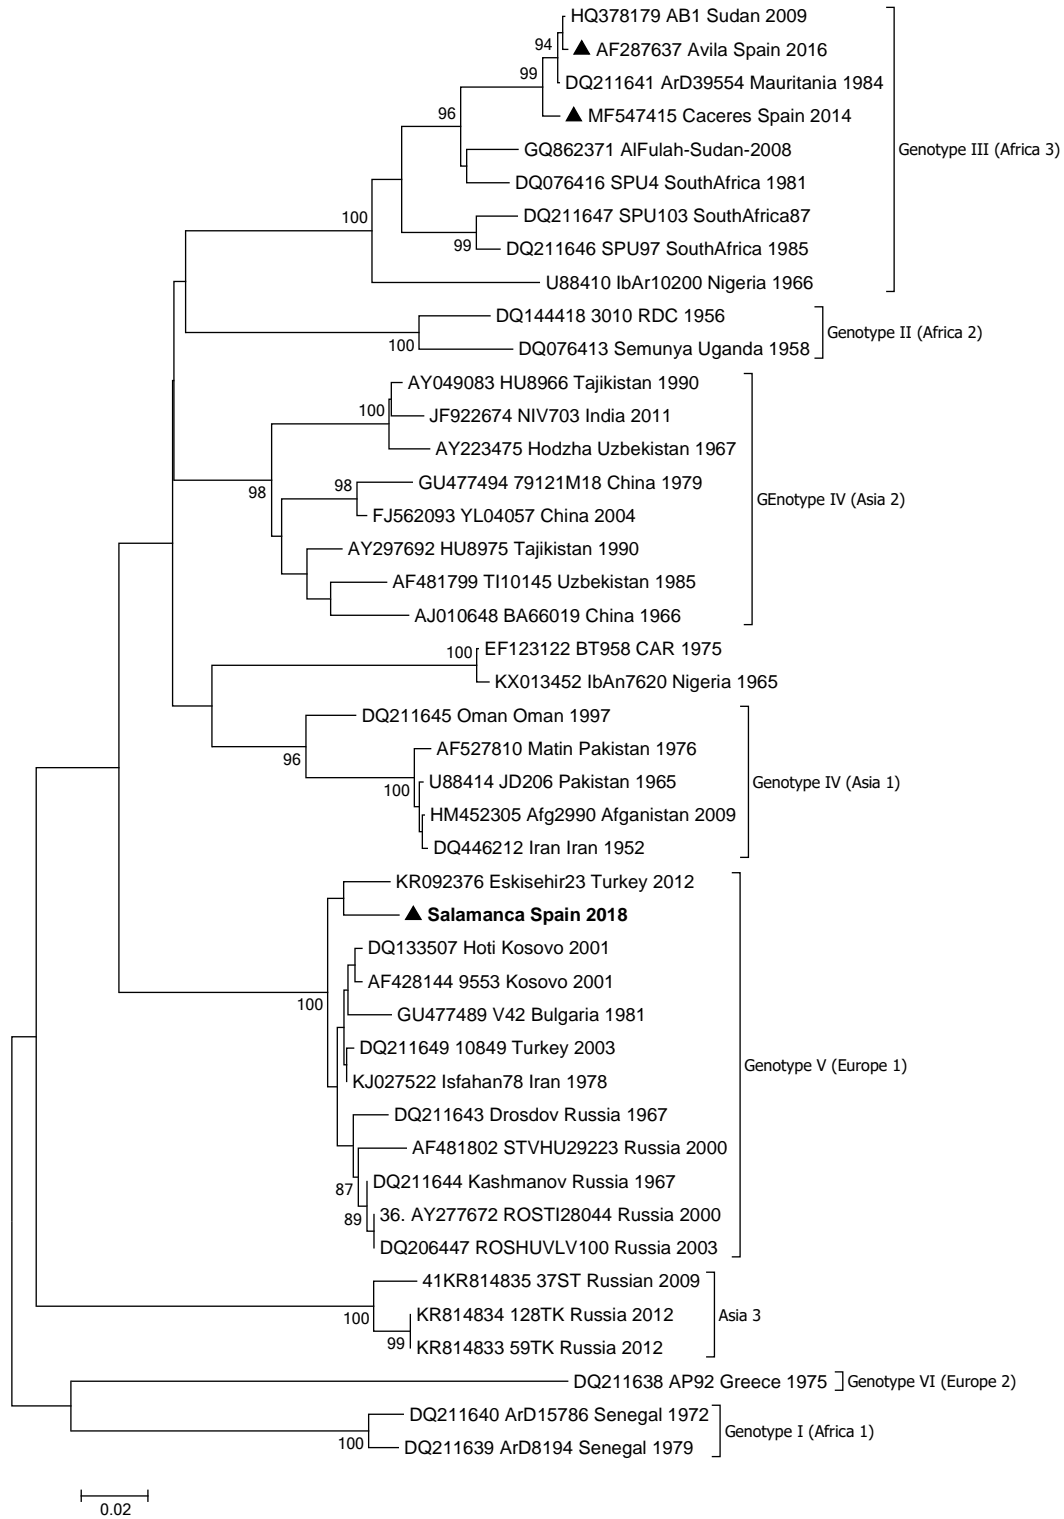 HQ378179 AB1 Sudan 2009
94
AF287637 Avila Spain 2016
99
DQ211641 ArD39554 Mauritania 1984
96
MF547415 Caceres Spain 2014
GQ862371 AlFulah-Sudan-2008
Genotype III (Africa 3)
DQ076416 SPU4 SouthAfrica 1981
100
DQ211647 SPU103 SouthAfrica87
99
DQ211646 SPU97 SouthAfrica 1985
U88410 IbAr10200 Nigeria 1966
DQ144418 3010 RDC 1956
Genotype II (Africa 2)
100
DQ076413 Semunya Uganda 1958
AY049083 HU8966 Tajikistan 1990
100
JF922674 NIV703 India 2011
AY223475 Hodzha Uzbekistan 1967
98
98
GU477494 79121M18 China 1979
GEnotype IV (Asia 2)
FJ562093 YL04057 China 2004
AY297692 HU8975 Tajikistan 1990
AF481799 TI10145 Uzbekistan 1985
AJ010648 BA66019 China 1966
100
EF123122 BT958 CAR 1975
KX013452 IbAn7620 Nigeria 1965
DQ211645 Oman Oman 1997
96
AF527810 Matin Pakistan 1976
100
U88414 JD206 Pakistan 1965
Genotype IV (Asia 1)
HM452305 Afg2990 Afganistan 2009
DQ446212 Iran Iran 1952
KR092376 Eskisehir23 Turkey 2012
Salamanca Spain 2018
DQ133507 Hoti Kosovo 2001
AF428144 9553 Kosovo 2001
100
GU477489 V42 Bulgaria 1981
DQ211649 10849 Turkey 2003
Genotype V (Europe 1)
KJ027522 Isfahan78 Iran 1978
DQ211643 Drosdov Russia 1967
AF481802 STVHU29223 Russia 2000
87
DQ211644 Kashmanov Russia 1967
89
36. AY277672 ROSTI28044 Russia 2000
DQ206447 ROSHUVLV100 Russia 2003
41KR814835 37ST Russian 2009
100
KR814834 128TK Russia 2012
Asia 3
99
KR814833 59TK Russia 2012
DQ211638 AP92 Greece 1975
Genotype VI (Europe 2)
DQ211640 ArD15786 Senegal 1972
Genotype I (Africa 1)
100
DQ211639 ArD8194 Senegal 1979
0.02